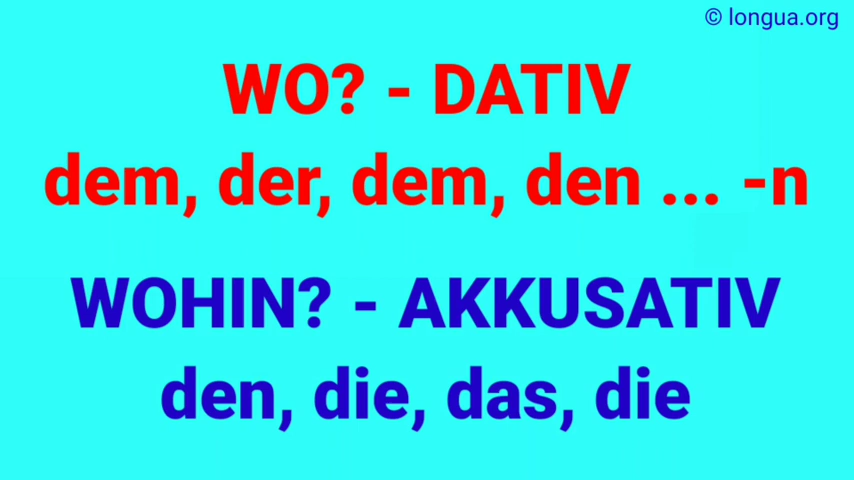 © longua.org
WO? - DATIV
dem, der, dem, den ... -n
WOHIN? - AKKUSATIV
den, die, das, die